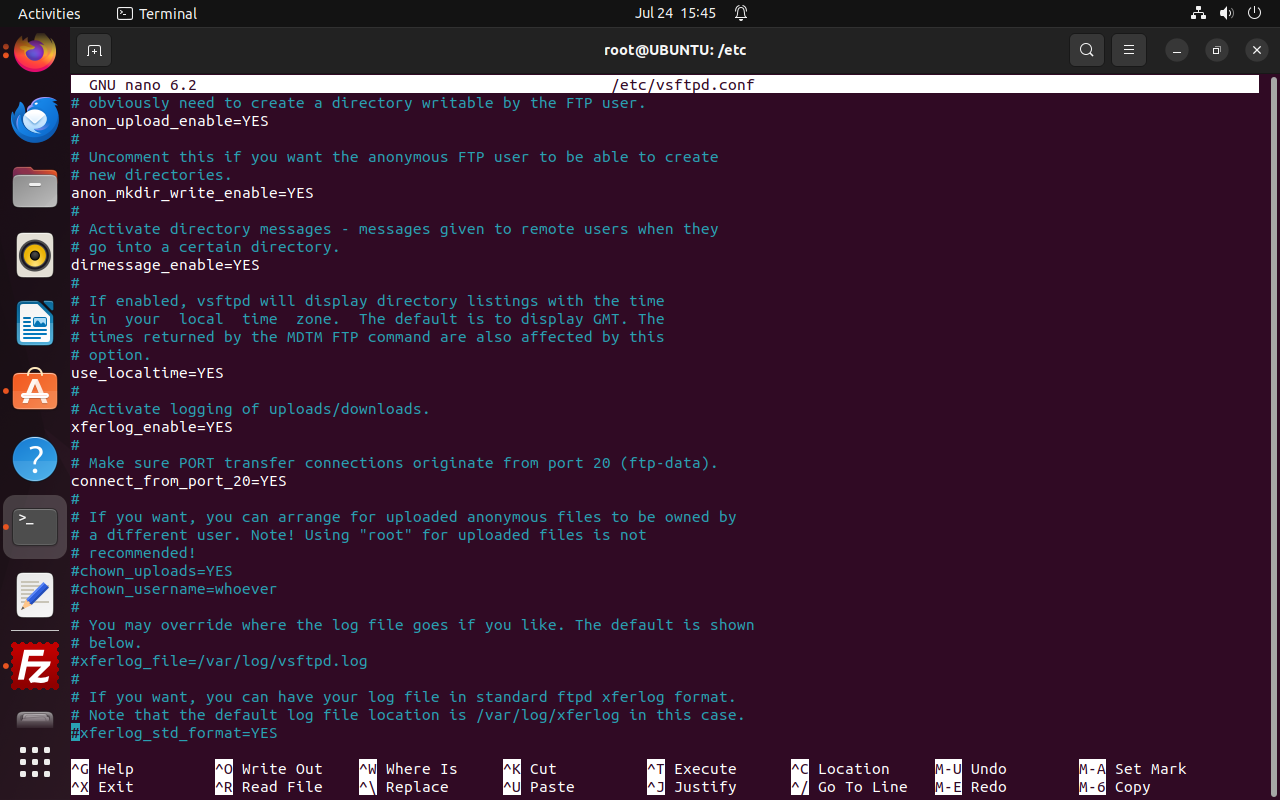 Activities Terminal Jul 24 15:45
root@UBUNTU: /etc
GNU nano 6.2 /etc/vsftpd.conf
# obviously need to create a directory writable by the FTP user.
anon_upload_enable=YES
#
# Uncomment this if you want the anonymous FTP user to be able to create
# new directories.
anon_mkdir_write_enable=YES
#
# Activate directory messages - messages given to remote users when they
# go into a certain directory.
dirmessage_enable=YES
#
# If enabled, vsftpd will display directory listings with the time
# in  your  local  time  zone.  The default is to display GMT. The
# times returned by the MDTM FTP command are also affected by this
# option.
use_localtime=YES
#
# Activate logging of uploads/downloads.
xferlog_enable=YES
#
# Make sure PORT transfer connections originate from port 20 (ftp-data).
connect_from_port_20=YES
#
# If you want, you can arrange for uploaded anonymous files to be owned by
# a different user. Note! Using "root" for uploaded files is not
# recommended!
#chown_uploads=YES
#chown_username=whoever
#
# You may override where the log file goes if you like. The default is shown
# below.
#xferlog_file=/var/log/vsftpd.log
#
# If you want, you can have your log file in standard ftpd xferlog format.
# Note that the default log file location is /var/log/xferlog in this case.
#xferlog_std_format=YES
^G Help ^O Write Out ^W Where Is ^K Cut ^T Execute ^C Location M-U Undo M-A Set Mark
^X Exit ^R Read File ^\ Replace ^U Paste ^J Justify ^/ Go To Line M-E Redo M-6 Copy